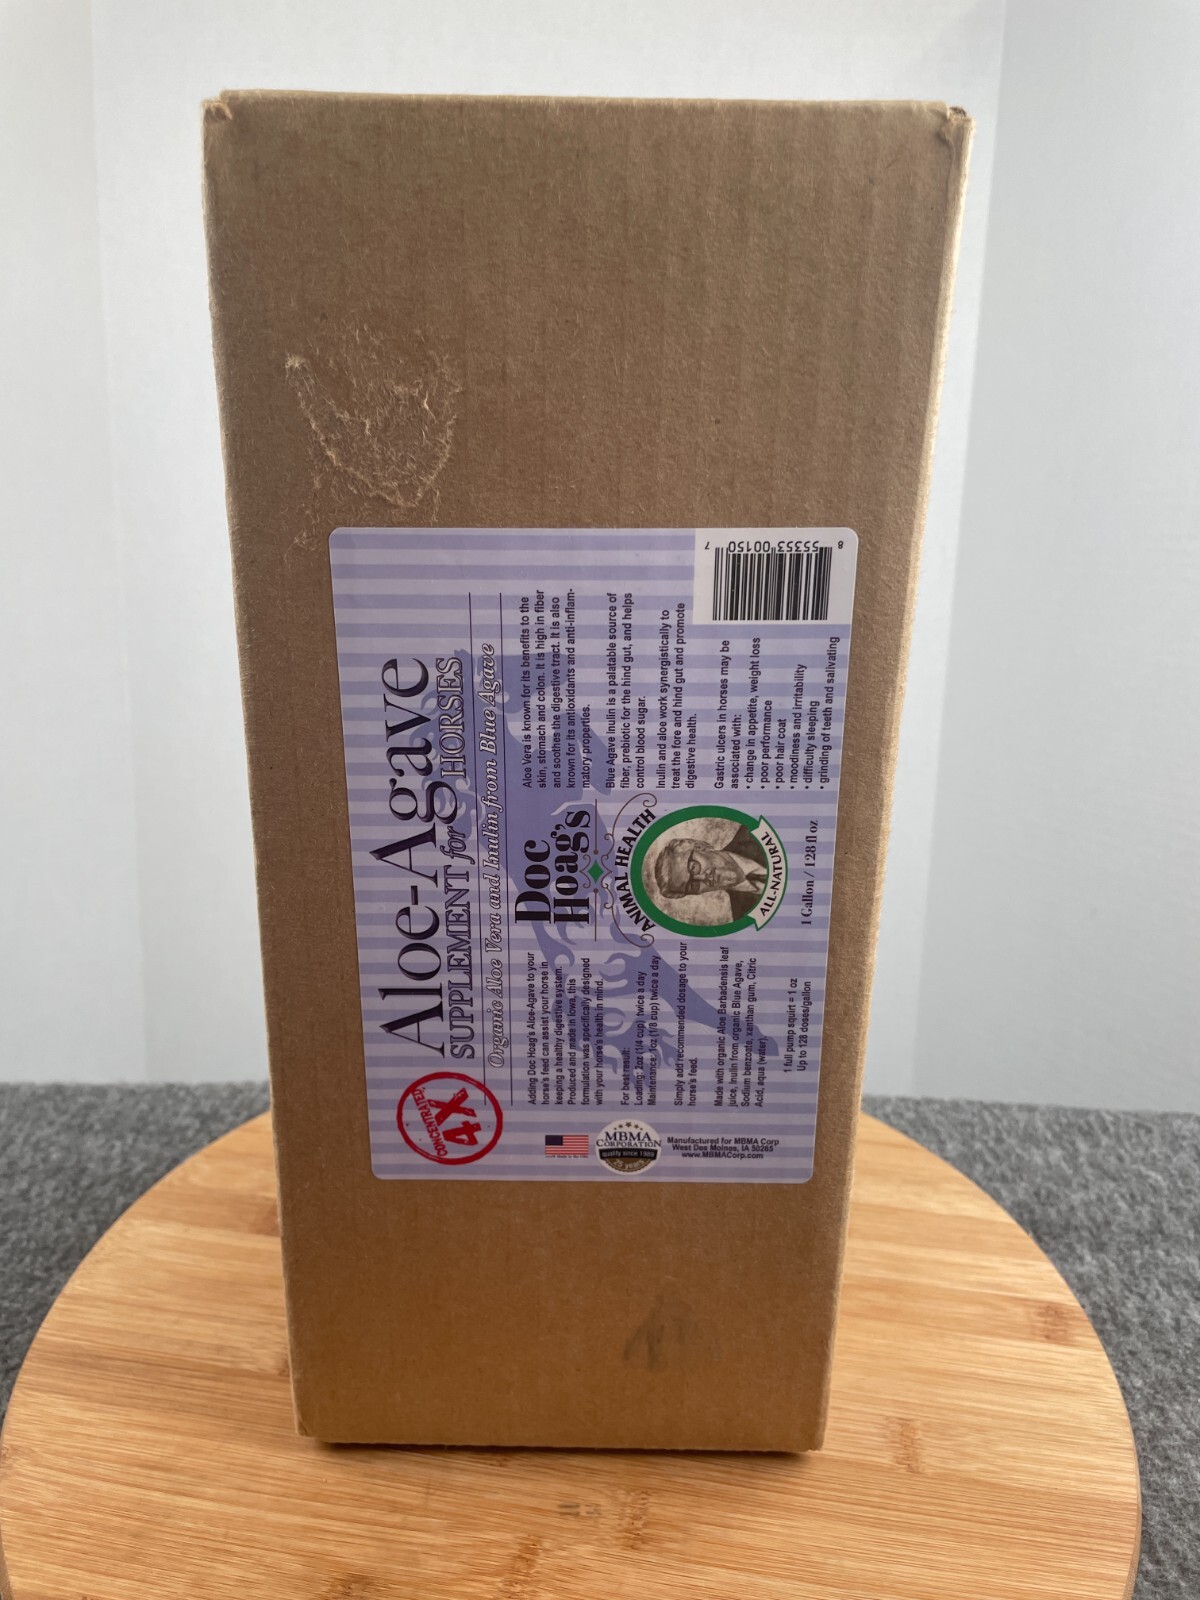 CONCENTRATE!
4X
Aloe-Agave
SUPPLEMENT for HORSES
Organic Aloe Vera and Inulin from Blue Agave
Adding Doc Hoag's Aloe-Agave to your
horse's feed can assist your horse in
keeping a healthy digestive system.
Produced and made in Iowa, this
formulation was specifically designed
with your horse's health in mind.
For best result:
Loading: 2oz (1/4 cup) twice a day
Maintenance: 1oz (1/8 cup) twice a day
Simply add recommended dosage to your
horse's feed.
Made with organic Aloe Barbadensis leaf
juice, Inulin from organic Blue Agave,
Sodium benzoate, xanthan gum, Citric
Acid, aqua (water).
1 full pump squirt = 1 oz
Up to 128 doses/gallon
Doc
Hoag's
ANIMAL HEALTH
ALL-NATURAL
1 Gallon / 128 fl oz
Aloe Vera is known for its benefits to the
skin, stomach and colon. It is high in fiber
and soothes the digestive tract. It is also
known for its antioxidants and anti-inflam-
matory properties.
Blue Agave Inulin is a palatable source of
fiber, prebiotic for the hind gut, and helps
control blood sugar.
Inulin and aloe work synergistically to
treat the fore and hind gut and promote
digestive health.
Gastric ulcers in horses may be
associated with:
• change in appetite, weight loss
• poor performance
• poor hair coat
• moodiness and irritability
• difficulty sleeping
• grinding of teeth and salivating
8 55353 00150 7
MBMA
CORPORATION
quality since 1989
25 years
Manufactured for MBMA Corp
West Des Moines, IA 50265
www.MBMACorp.com